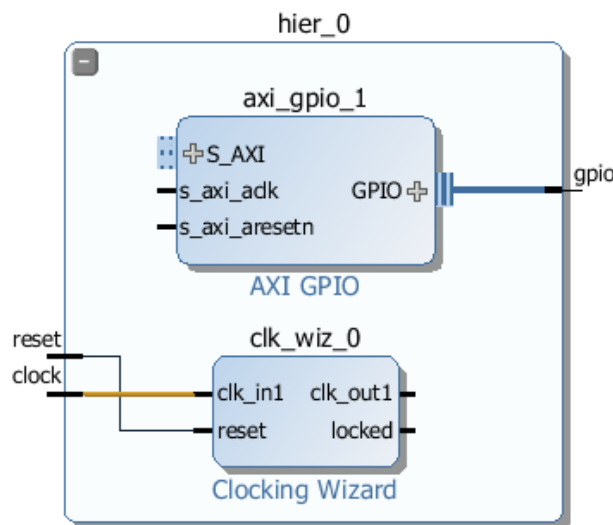 hier_0
axi_gpio_1
S_AXI
s_axi_aclk
GPIO
gpio
s_axi_aresetn
AXI GPIO
reset
clk_wiz_0
clock
clk_in1
clk_out1
reset
locked
Clocking Wizard